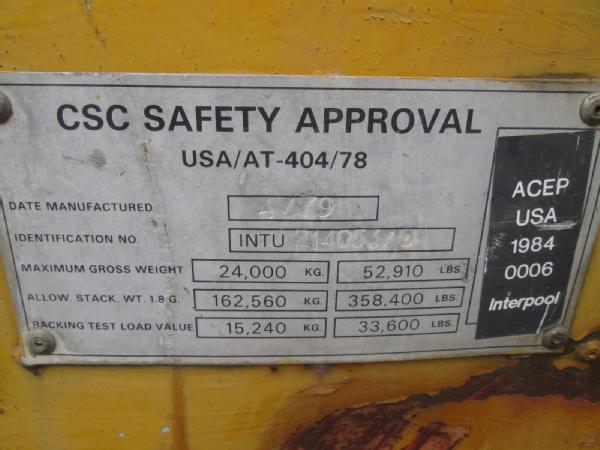 CSC SAFETY APPROVAL
USA/AT-404/78
DATE MANUFACTURED
IDENTIFICATION NO. INTU
MAXIMUM GROSS WEIGHT 24,000 KG. 52,910 LBS.
ALLOW. STACK. WT. 1.8 G. 162,560 KG. 358,400 LBS.
RACKING TEST LOAD VALUE 15,240 KG. 33,600 LBS.
ACEP
USA
1984
0006
Interpool